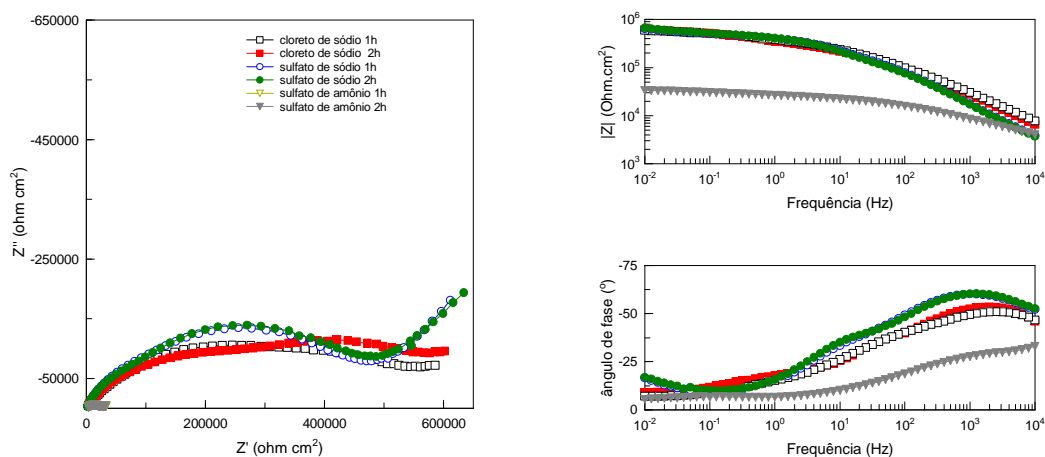 -650000
-450000
-250000
-50000
Z'' (ohm cm²)
cloreto de sódio 1h
cloreto de sódio 2h
sulfato de sódio 1h
sulfato de sódio 2h
sulfato de amônio 1h
sulfato de amônio 2h
0 200000 400000 600000
Z' (ohm cm²)
10⁶
10⁵
10⁴
10³
|Z| (Ohm.cm²)
10⁻² 10⁻¹ 10⁰ 10¹ 10² 10³ 10⁴
Frequência (Hz)
-75
-50
-25
0
ângulo de fase (°)
10⁻² 10⁻¹ 10⁰ 10¹ 10² 10³ 10⁴
Frequência (Hz)